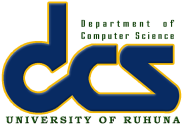 Department of
Computer Science
dcs
UNIVERSITY OF RUHUNA